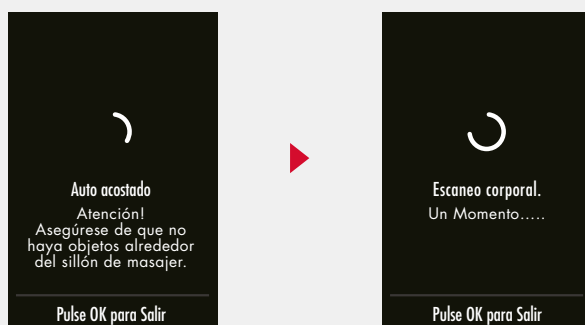 Auto acostado
Atención!
Asegúrese de que no
haya objetos alrededor
del sillón de masajer.
Pulse OK para Salir
Escaneo corporal.
Un Momento.....
Pulse OK para Salir